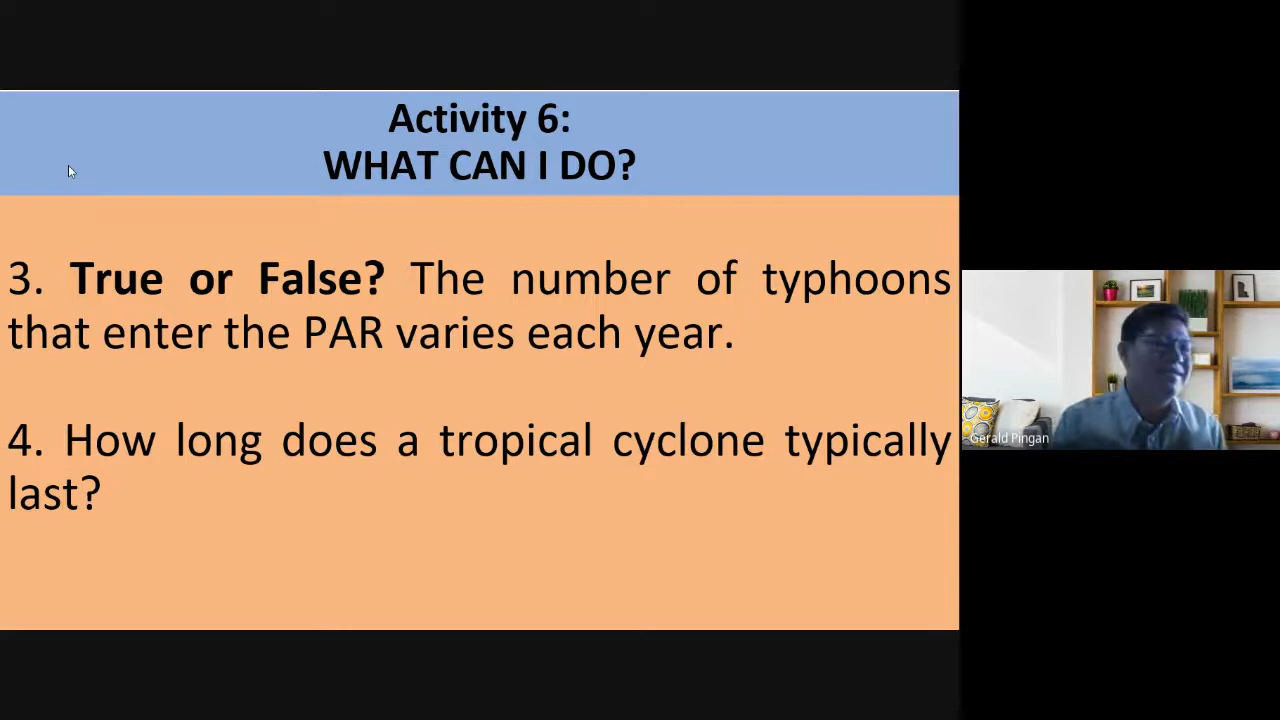 Activity 6:
WHAT CAN I DO?
3. True or False? The number of typhoons
that enter the PAR varies each year.
4. How long does a tropical cyclone typically
last?
Gerald Pingan